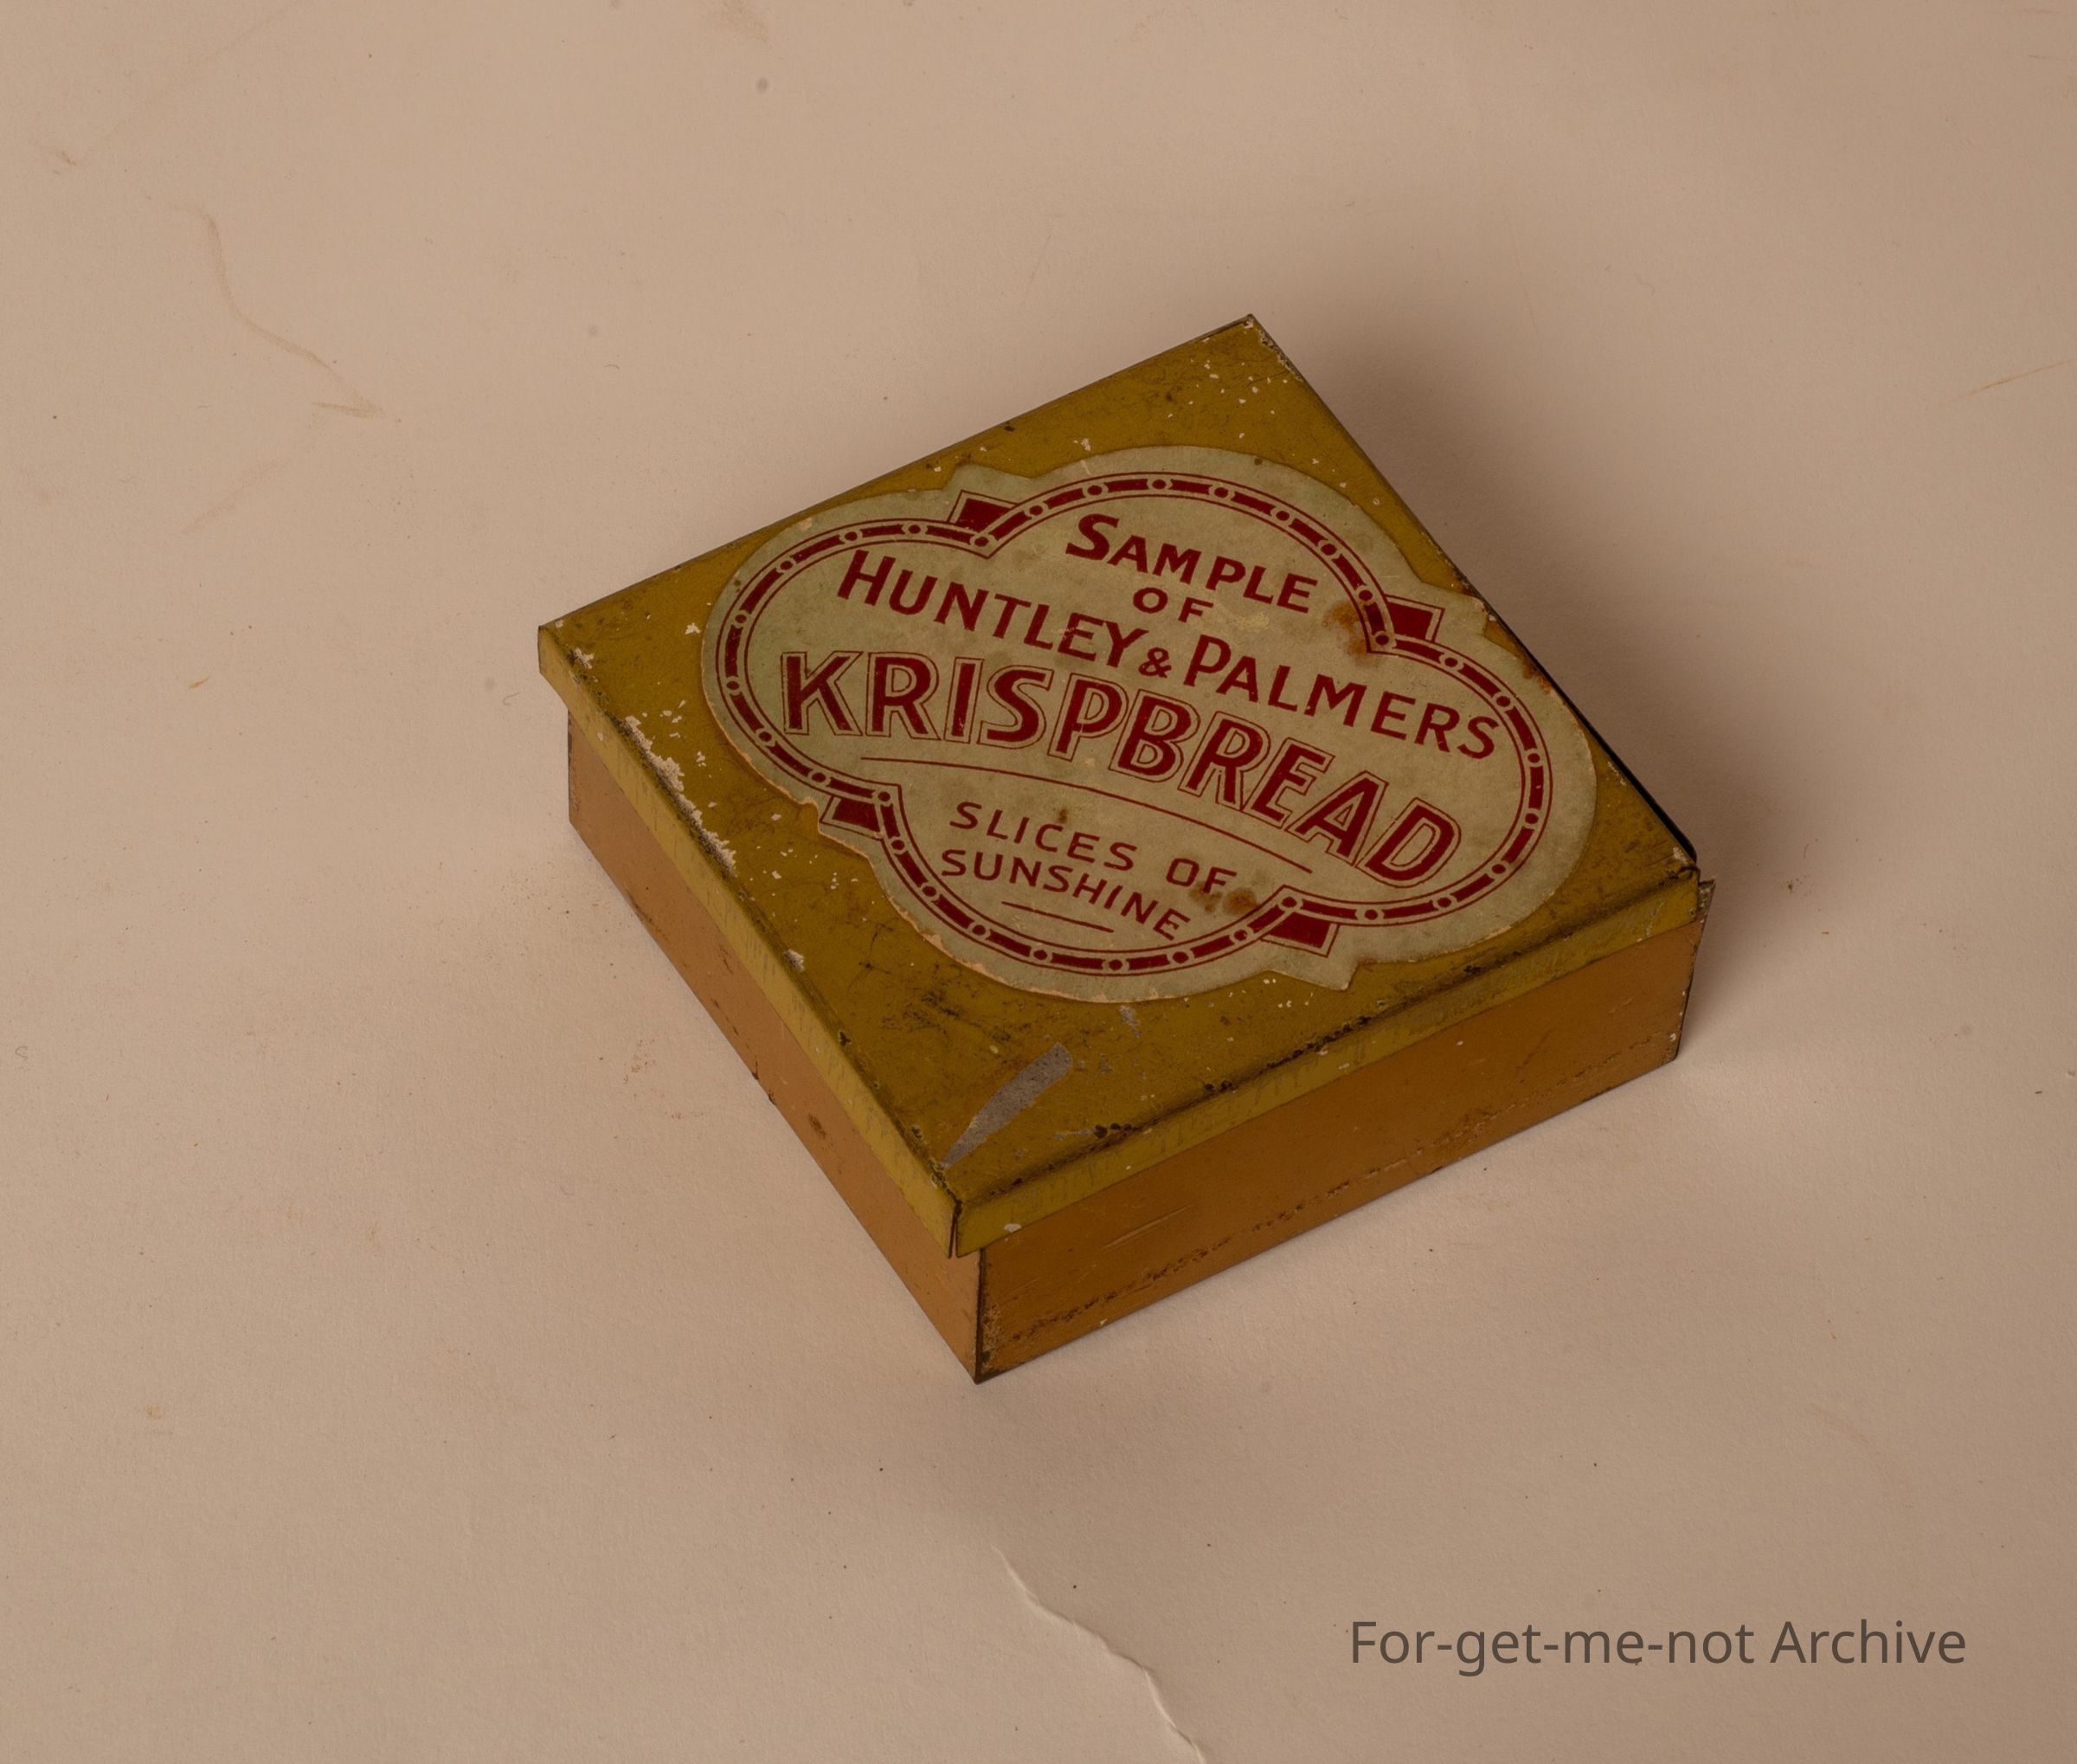 SAMPLE
OF
HUNTLEY & PALMERS
KRISPBREAD
SLICES OF
SUNSHINE
For-get-me-not Archive